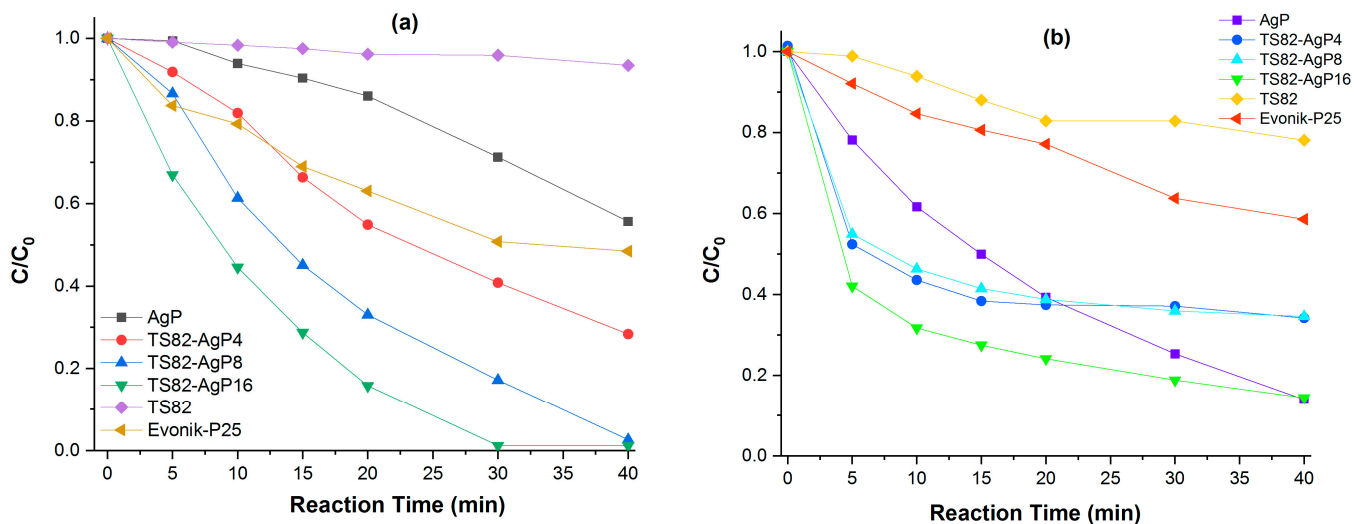 (a)
1.0
0.8
0.6
0.4
0.2
0.0
C/C₀
AgP
TS82-AgP4
TS82-AgP8
TS82-AgP16
TS82
Evonik-P25
0 5 10 15 20 25 30 35 40
Reaction Time (min)
(b)
AgP
TS82-AgP4
TS82-AgP8
TS82-AgP16
TS82
Evonik-P25
1.0
0.8
0.6
0.4
0.2
0.0
C/C₀
0 5 10 15 20 25 30 35 40
Reaction Time (min)